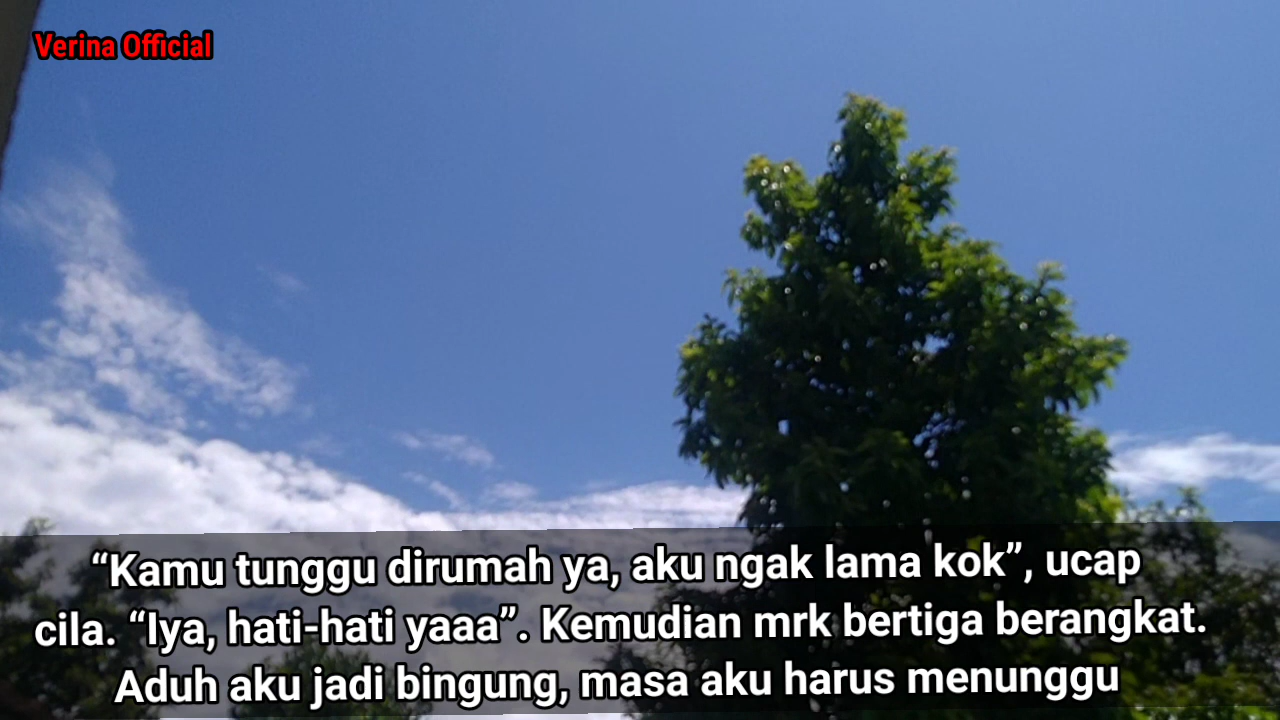 Verina Official
“Kamu tunggu dirumah ya, aku ngak lama kok”, ucap
cila. “Iya, hati-hati yaaa”. Kemudian mrk bertiga berangkat.
Aduh aku jadi bingung, masa aku harus menunggu